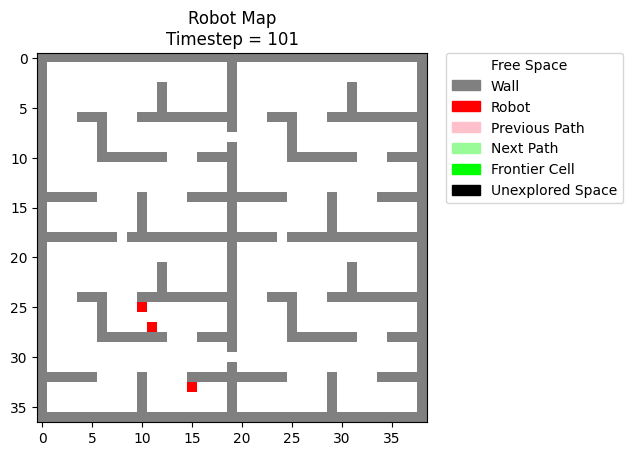 Robot Map
Timestep = 101
Free Space
Wall
Robot
Previous Path
Next Path
Frontier Cell
Unexplored Space
0
5
10
15
20
25
30
35
0
5
10
15
20
25
30
35